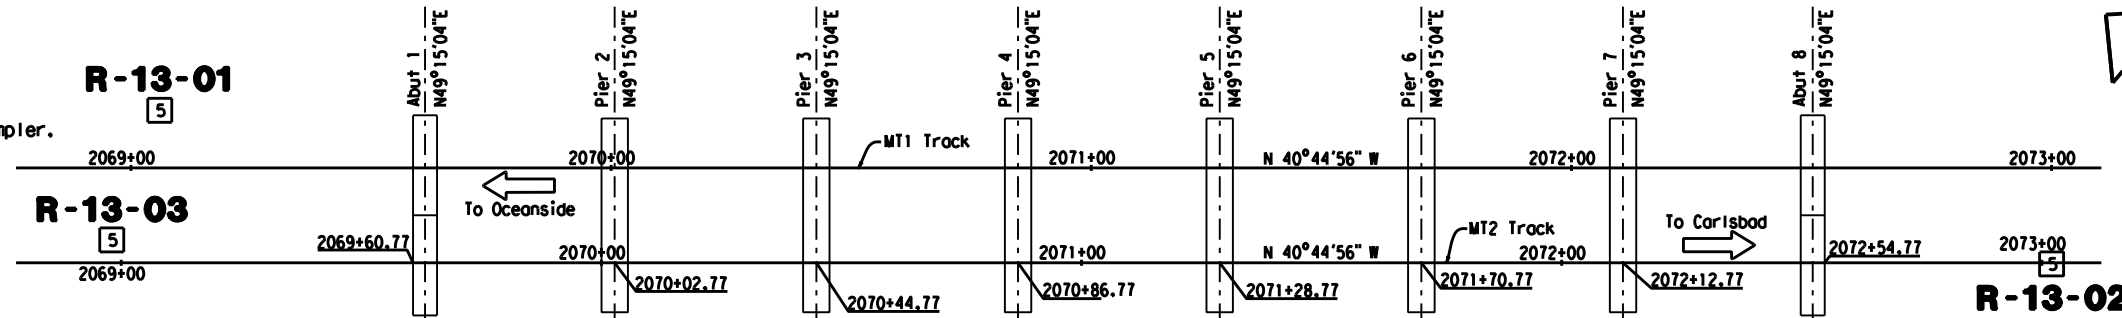 Abut 1
N49°15'04"E
Pier 2
N49°15'04"E
Pier 3
N49°15'04"E
Pier 4
N49°15'04"E
Pier 5
N49°15'04"E
Pier 6
N49°15'04"E
Pier 7
N49°15'04"E
Abut 8
N49°15'04"E
R-13-01
5
mpler.
2069+00
2070+00
MT1 Track
2071+00
N 40°44'56" W
2072+00
2073+00
To Oceanside
R-13-03
5
2069+60.77
2069+00
2070+00
2070+02.77
2070+44.77
2071+00
2070+86.77
N 40°44'56" W
2071+28.77
MT2 Track
2071+70.77
2072+00
To Carlsbad
2072+12.77
2072+54.77
2073+00
5
R-13-02